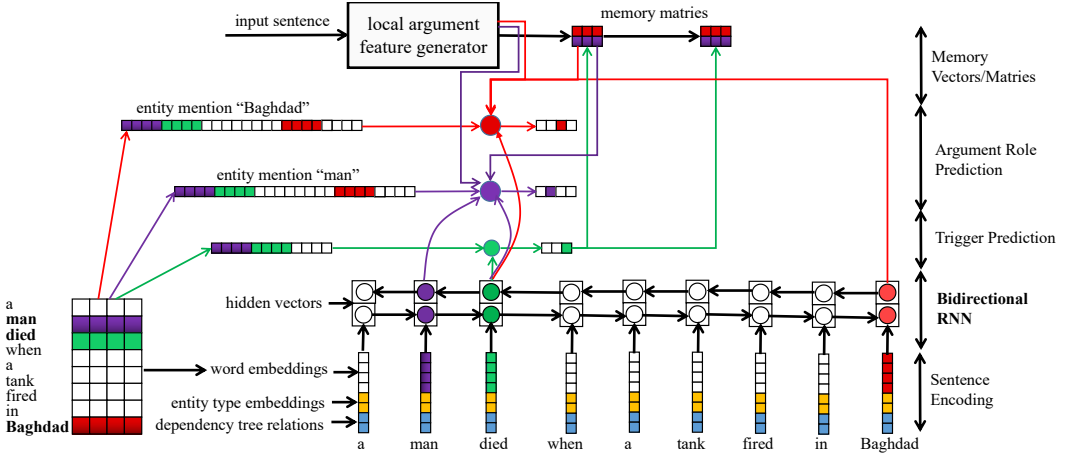 input sentence
local argument
feature generator
memory matries
Memory
Vectors/Matries
entity mention “Baghdad”
Argument Role
Prediction
entity mention “man”
Trigger Prediction
hidden vectors
Bidirectional
RNN
a
man
died
when
a
tank
fired
in
Baghdad
word embeddings
entity type embeddings
dependency tree relations
Sentence
Encoding
a man died when a tank fired in Baghdad